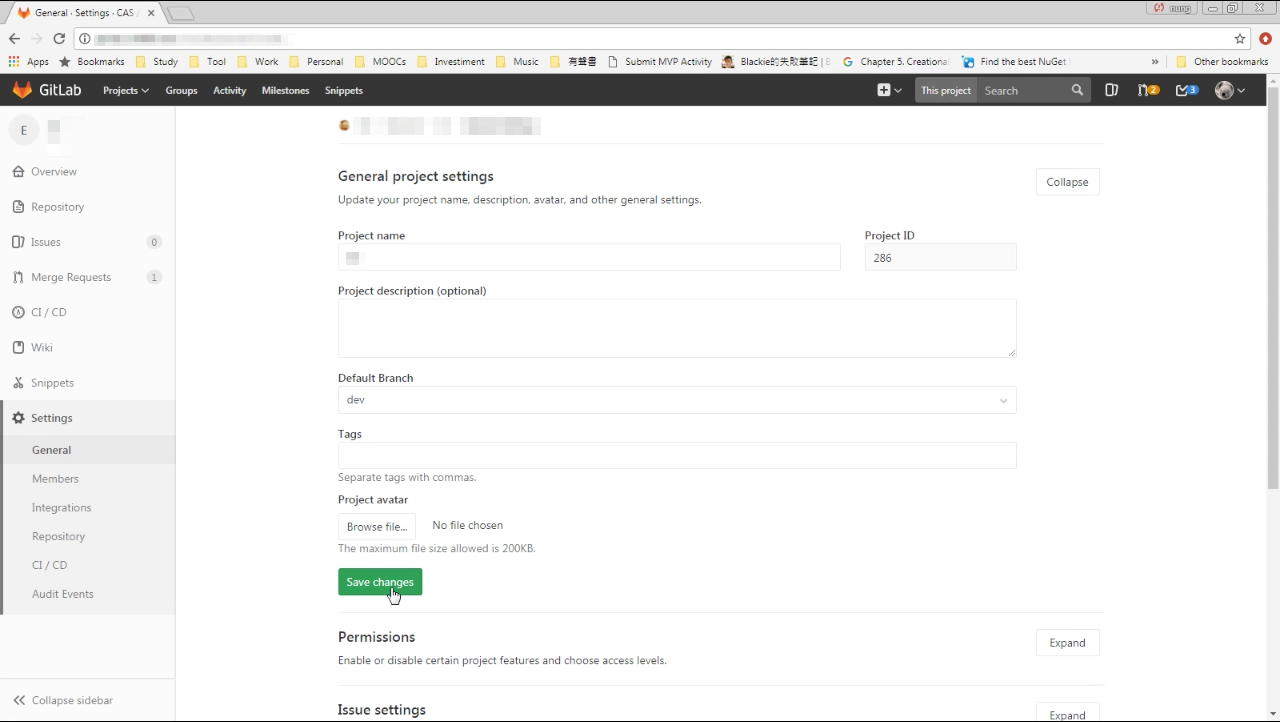 General · Settings · CAS
nung
Apps Bookmarks Study Tool Work Personal MOOCs Investiment Music 有聲書 Submit MVP Activity Blackie的失敗筆記 | B Chapter 5. Creational Find the best NuGet Other bookmarks
GitLab Projects Groups Activity Milestones Snippets This project Search 2 3
E
Overview
Repository
Issues 0
Merge Requests 1
CI / CD
Wiki
Snippets
Settings
General
Members
Integrations
Repository
CI / CD
Audit Events
Collapse sidebar
General project settings
Collapse
Update your project name, description, avatar, and other general settings.
Project name Project ID
286
Project description (optional)
Default Branch
dev
Tags
Separate tags with commas.
Project avatar
Browse file... No file chosen
The maximum file size allowed is 200KB.
Save changes
Permissions
Expand
Enable or disable certain project features and choose access levels.
Issue settings
Expand